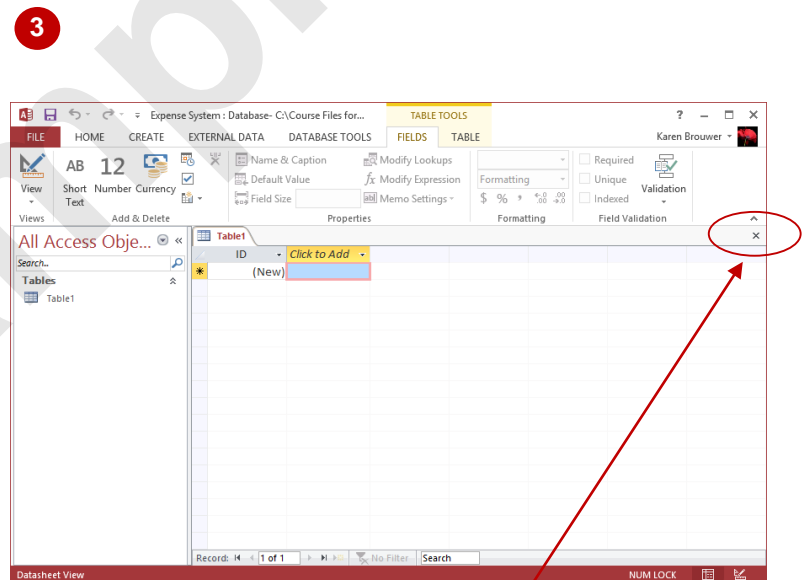 3
Expense System : Database- C:\Course Files for... TABLE TOOLS ?
FILE HOME CREATE EXTERNAL DATA DATABASE TOOLS FIELDS TABLE Karen Brouwer
View AB Short Text 12 Number Currency
Name & Caption Modify Lookups Required
Default Value fx Modify Expression Formatting Unique Validation
Field Size ab Memo Settings $ % , Indexed
Views Add & Delete Properties Formatting Field Validation
All Access Obje... « Table1
Search.. ID Click to Add
Tables (New)
Table1
Record: 1 of 1 No Filter Search
Datasheet View NUM LOCK